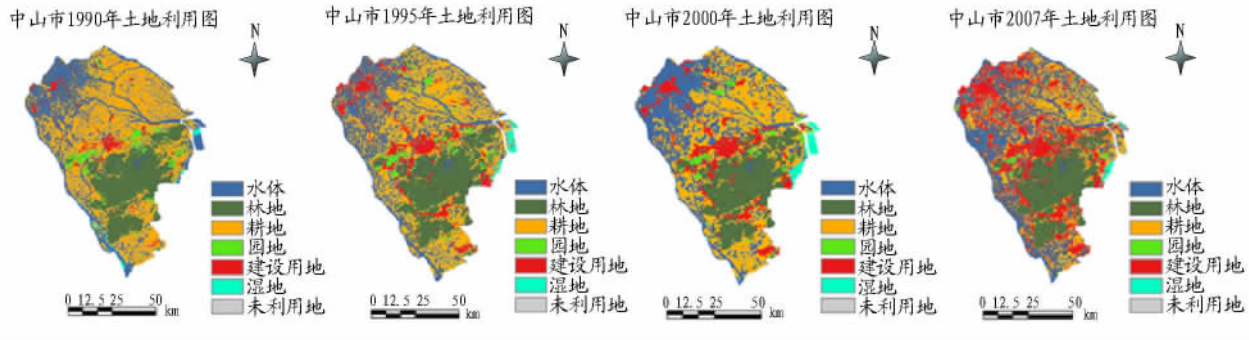 中山市1990年土地利用图
N
水体
林地
耕地
园地
建设用地
湿地
未利用地
0 12.5 25 50
km
中山市1995年土地利用图
N
水体
林地
耕地
园地
建设用地
湿地
未利用地
0 12.5 25 50
km
中山市2000年土地利用图
N
水体
林地
耕地
园地
建设用地
湿地
未利用地
0 12.5 25 50
km
中山市2007年土地利用图
N
水体
林地
耕地
园地
建设用地
湿地
未利用地
0 12.5 25 50
km